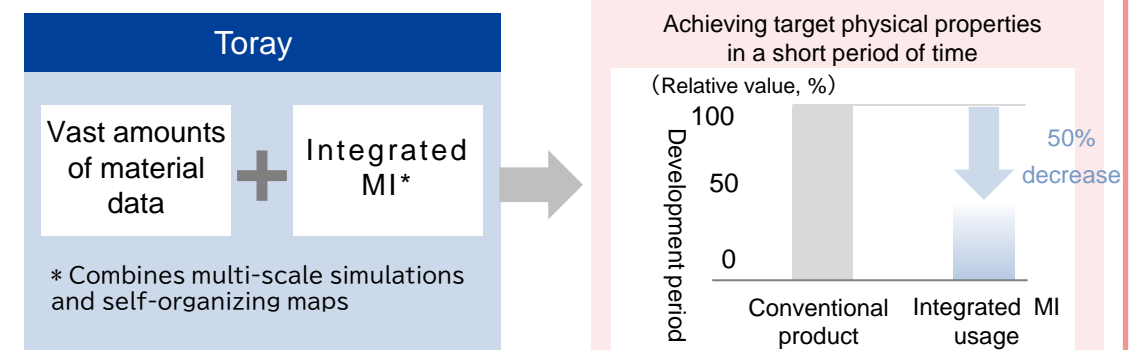 Toray
Vast amounts
of material
data
Integrated
MI*
* Combines multi-scale simulations
and self-organizing maps
Achieving target physical properties
in a short period of time
（Relative value, %）
100
50
0
Development period
50%
decrease
Conventional
product
Integrated MI
usage